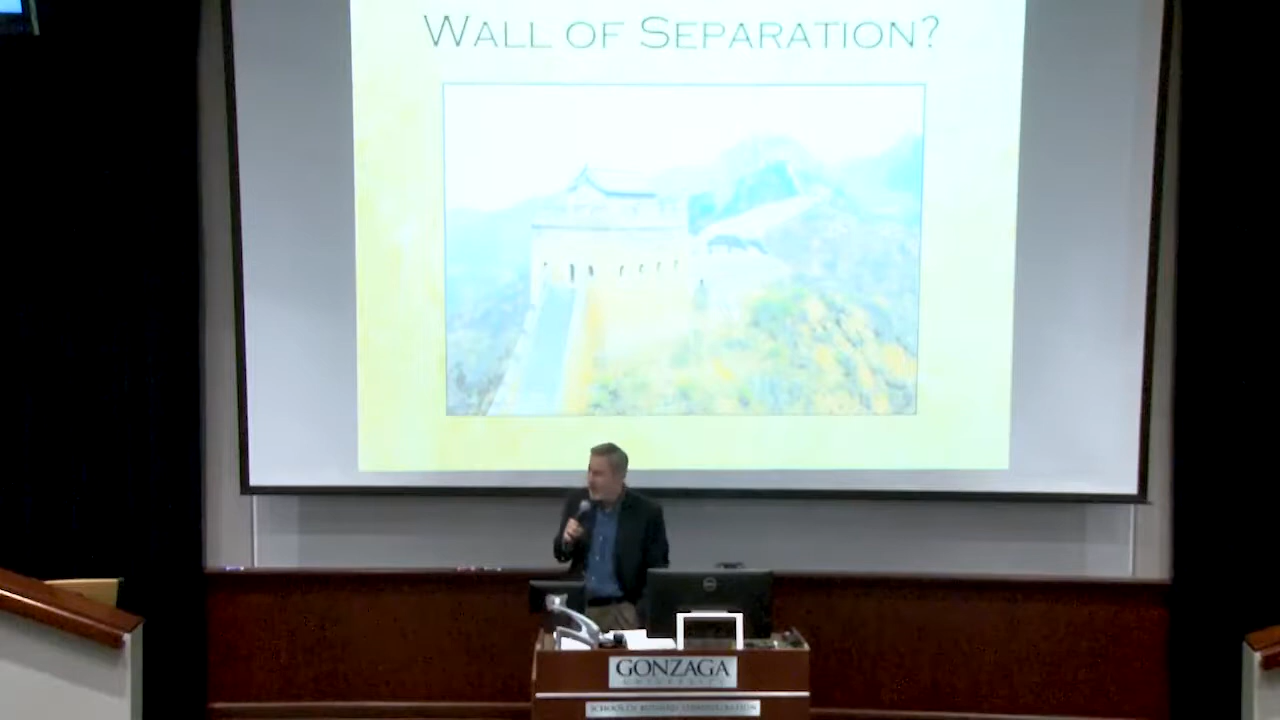 WALL OF SEPARATION?
GONZAGA
UNIVERSITY
SCHOOL OF BUSINESS ADMINISTRATION